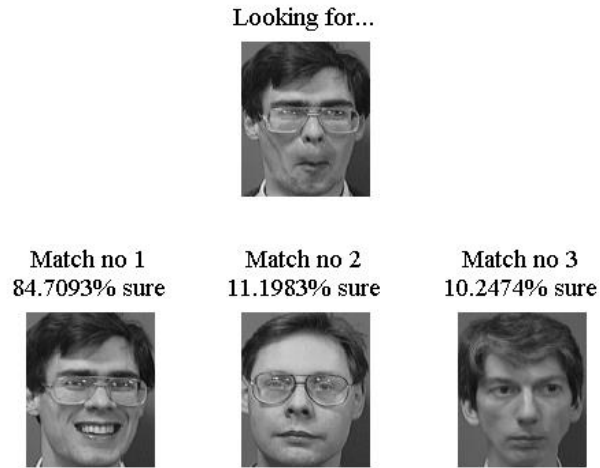 Looking for...
Match no 1
84.7093% sure
Match no 2
11.1983% sure
Match no 3
10.2474% sure